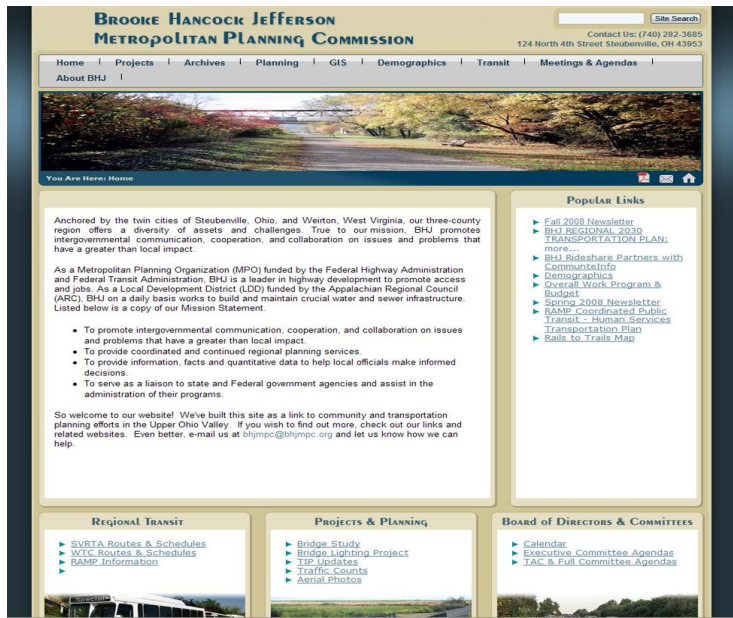 Brooke Hancock Jefferson
Metropolitan Planning Commission
Site Search
Contact Us: (740) 282-3685
124 North 4th Street Steubenville, OH 43953
Home | Projects | Archives | Planning | GIS | Demographics | Transit | Meetings & Agendas |
About BHJ |
You Are Here: Home
Anchored by the twin cities of Steubenville, Ohio, and Weirton, West Virginia, our three-county
region offers a diversity of assets and challenges. True to our mission, BHJ promotes
intergovernmental communication, cooperation, and collaboration on issues and problems that
have a greater than local impact.
As a Metropolitan Planning Organization (MPO) funded by the Federal Highway Administration
and Federal Transit Administration, BHJ is a leader in highway development to promote access
and jobs. As a Local Development District (LDD) funded by the Appalachian Regional Council
(ARC), BHJ on a daily basis works to build and maintain crucial water and sewer infrastructure.
Listed below is a copy of our Mission Statement.
• To promote intergovernmental communication, cooperation, and collaboration on issues
and problems that have a greater than local impact.
• To provide coordinated and continued regional planning services.
• To provide information, facts and quantitative data to help local officials make informed
decisions.
• To serve as a liaison to state and Federal government agencies and assist in the
administration of their programs.
So welcome to our website! We've built this site as a link to community and transportation
planning efforts in the Upper Ohio Valley. If you wish to find out more, check out our links and
related websites. Even better, e-mail us at bhjmpc@bhjmpc.org and let us know how we can
help.
Popular Links
Fall 2008 Newsletter
BHJ REGIONAL 2030
TRANSPORTATION PLAN:
more...
BHJ Rideshare Partners with
CommunteInfo
Demographics
Overall Work Program &
Budget
Spring 2008 Newsletter
RAMP Coordinated Public
Transit - Human Services
Transportation Plan
Rails to Trails Map
Regional Transit
SVRTA Routes & Schedules
WTC Routes & Schedules
RAMP Information
Special
Projects & Planning
Bridge Study
Bridge Lighting Project
TIP Updates
Traffic Counts
Aerial Photos
Board of Directors & Committees
Calendar
Executive Committee Agendas
TAC & Full Committee Agendas